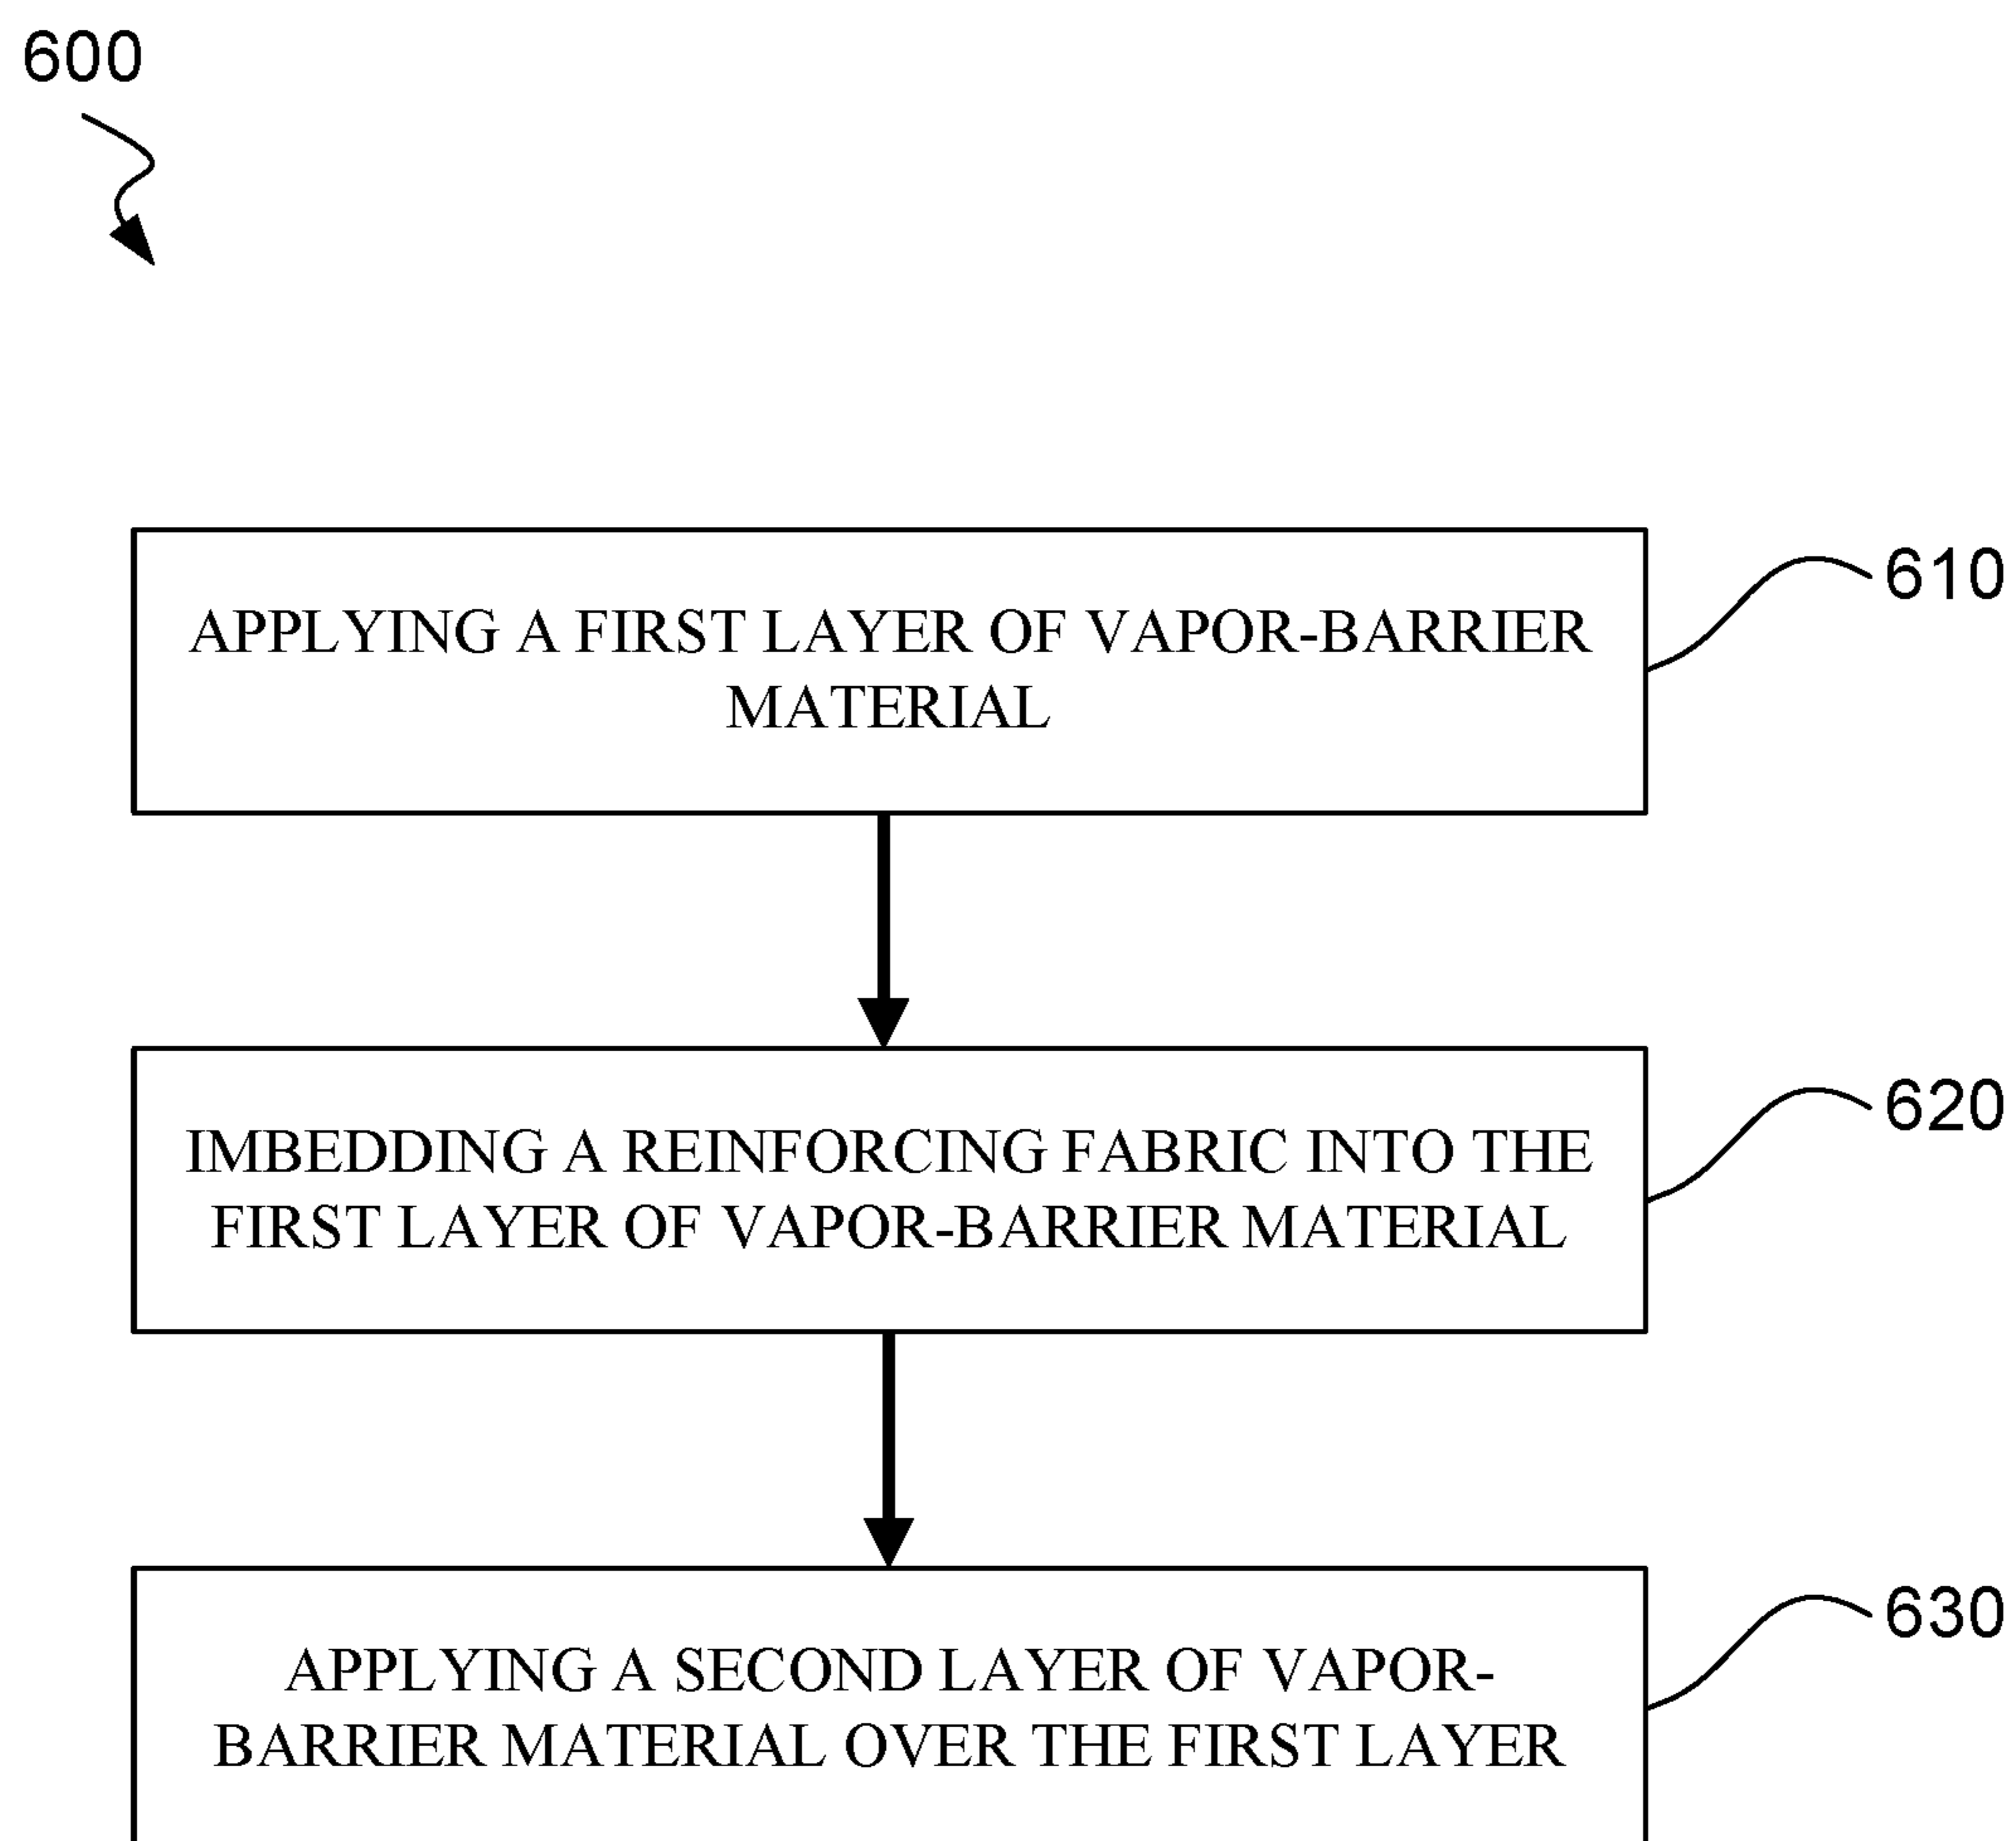 600
APPLYING A FIRST LAYER OF VAPOR-BARRIER
MATERIAL
610
IMBEDDING A REINFORCING FABRIC INTO THE
FIRST LAYER OF VAPOR-BARRIER MATERIAL
620
APPLYING A SECOND LAYER OF VAPOR-
BARRIER MATERIAL OVER THE FIRST LAYER
630